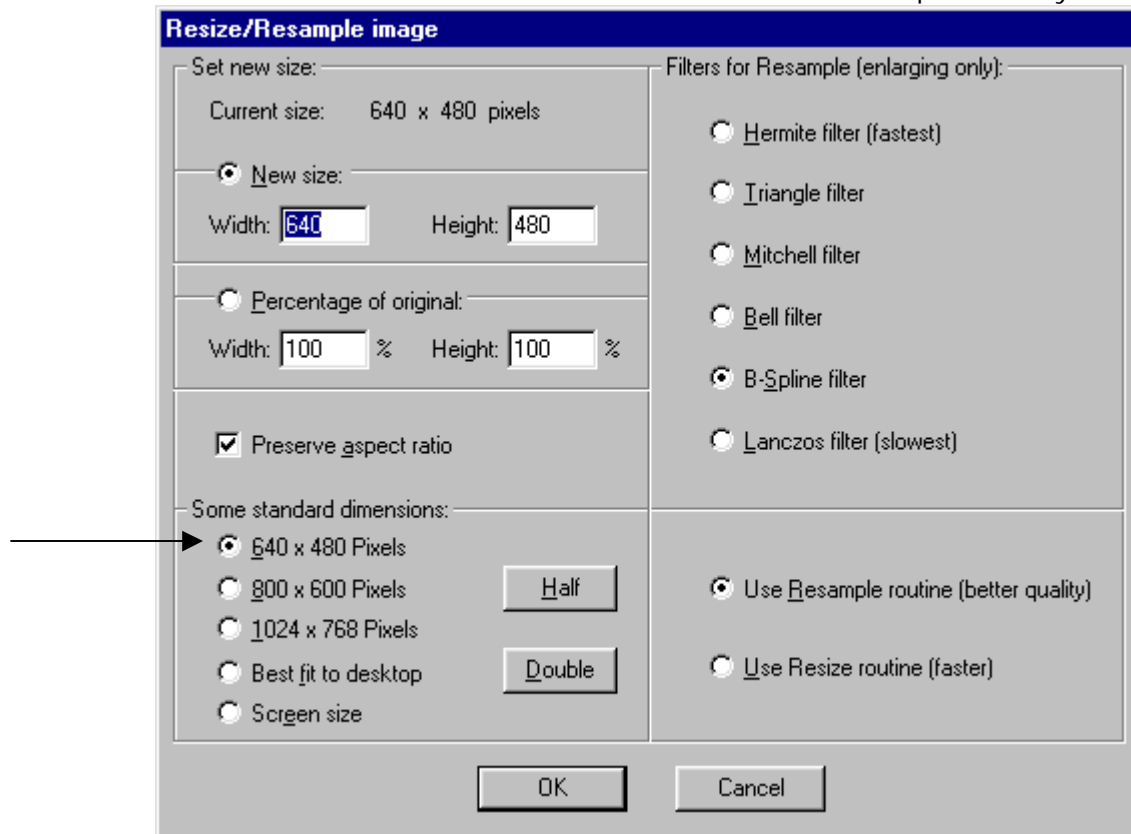 Resize/Resample image
Set new size:
Current size: 640 x 480 pixels
New size:
Width: 640 Height: 480
Percentage of original:
Width: 100 % Height: 100 %
Preserve aspect ratio
Some standard dimensions:
640 x 480 Pixels
800 x 600 Pixels
Half
1024 x 768 Pixels
Best fit to desktop
Double
Screen size
Filters for Resample (enlarging only):
Hermite filter (fastest)
Triangle filter
Mitchell filter
Bell filter
B-Spline filter
Lanczos filter (slowest)
Use Resample routine (better quality)
Use Resize routine (faster)
OK
Cancel